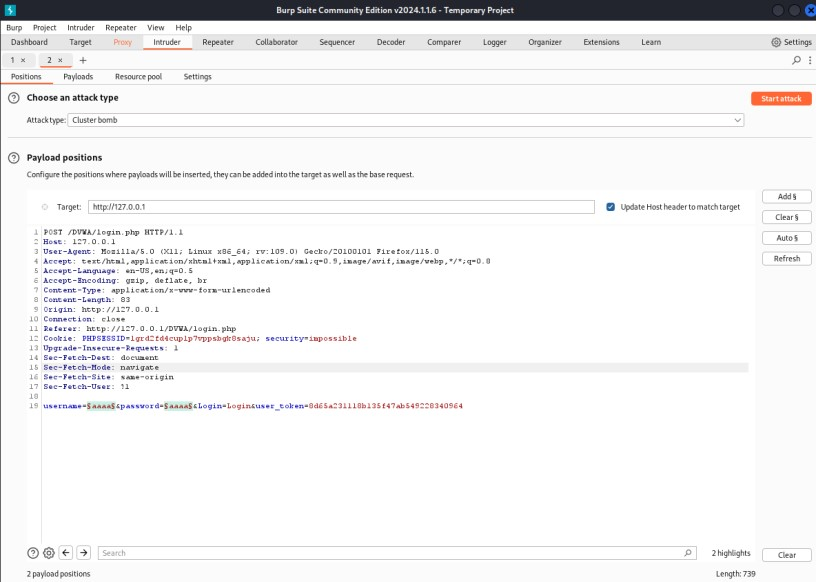 Burp Suite Community Edition v2024.1.1.6 - Temporary Project
Burp Project Intruder Repeater View Help
Dashboard Target Proxy Intruder Repeater Collaborator Sequencer Decoder Comparer Logger Organizer Extensions Learn Settings
1 × 2 × +
Positions Payloads Resource pool Settings
? Choose an attack type
Start attack
Attack type: Cluster bomb
? Payload positions
Configure the positions where payloads will be inserted, they can be added into the target as well as the base request.
Target: http://127.0.0.1 Update Host header to match target
Add §
Clear §
Auto §
Refresh
1 POST /DVWA/login.php HTTP/1.1
2 Host: 127.0.0.1
3 User-Agent: Mozilla/5.0 (X11; Linux x86_64; rv:109.0) Gecko/20100101 Firefox/115.0
4 Accept: text/html,application/xhtml+xml,application/xml;q=0.9,image/avif,image/webp,*/*;q=0.8
5 Accept-Language: en-US,en;q=0.5
6 Accept-Encoding: gzip, deflate, br
7 Content-Type: application/x-www-form-urlencoded
8 Content-Length: 83
9 Origin: http://127.0.0.1
10 Connection: close
11 Referer: http://127.0.0.1/DVWA/login.php
12 Cookie: PHPSESSID=lgrd2fd4cuplp7vppsbgk8saju; security=impossible
13 Upgrade-Insecure-Requests: 1
14 Sec-Fetch-Dest: document
15 Sec-Fetch-Mode: navigate
16 Sec-Fetch-Site: same-origin
17 Sec-Fetch-User: ?1
18
19 username=§aaaa§&password=§aaaa§&Login=Login&user_token=8d65a231118b135f47ab549228340964
? Search 2 highlights Clear
2 payload positions Length: 739